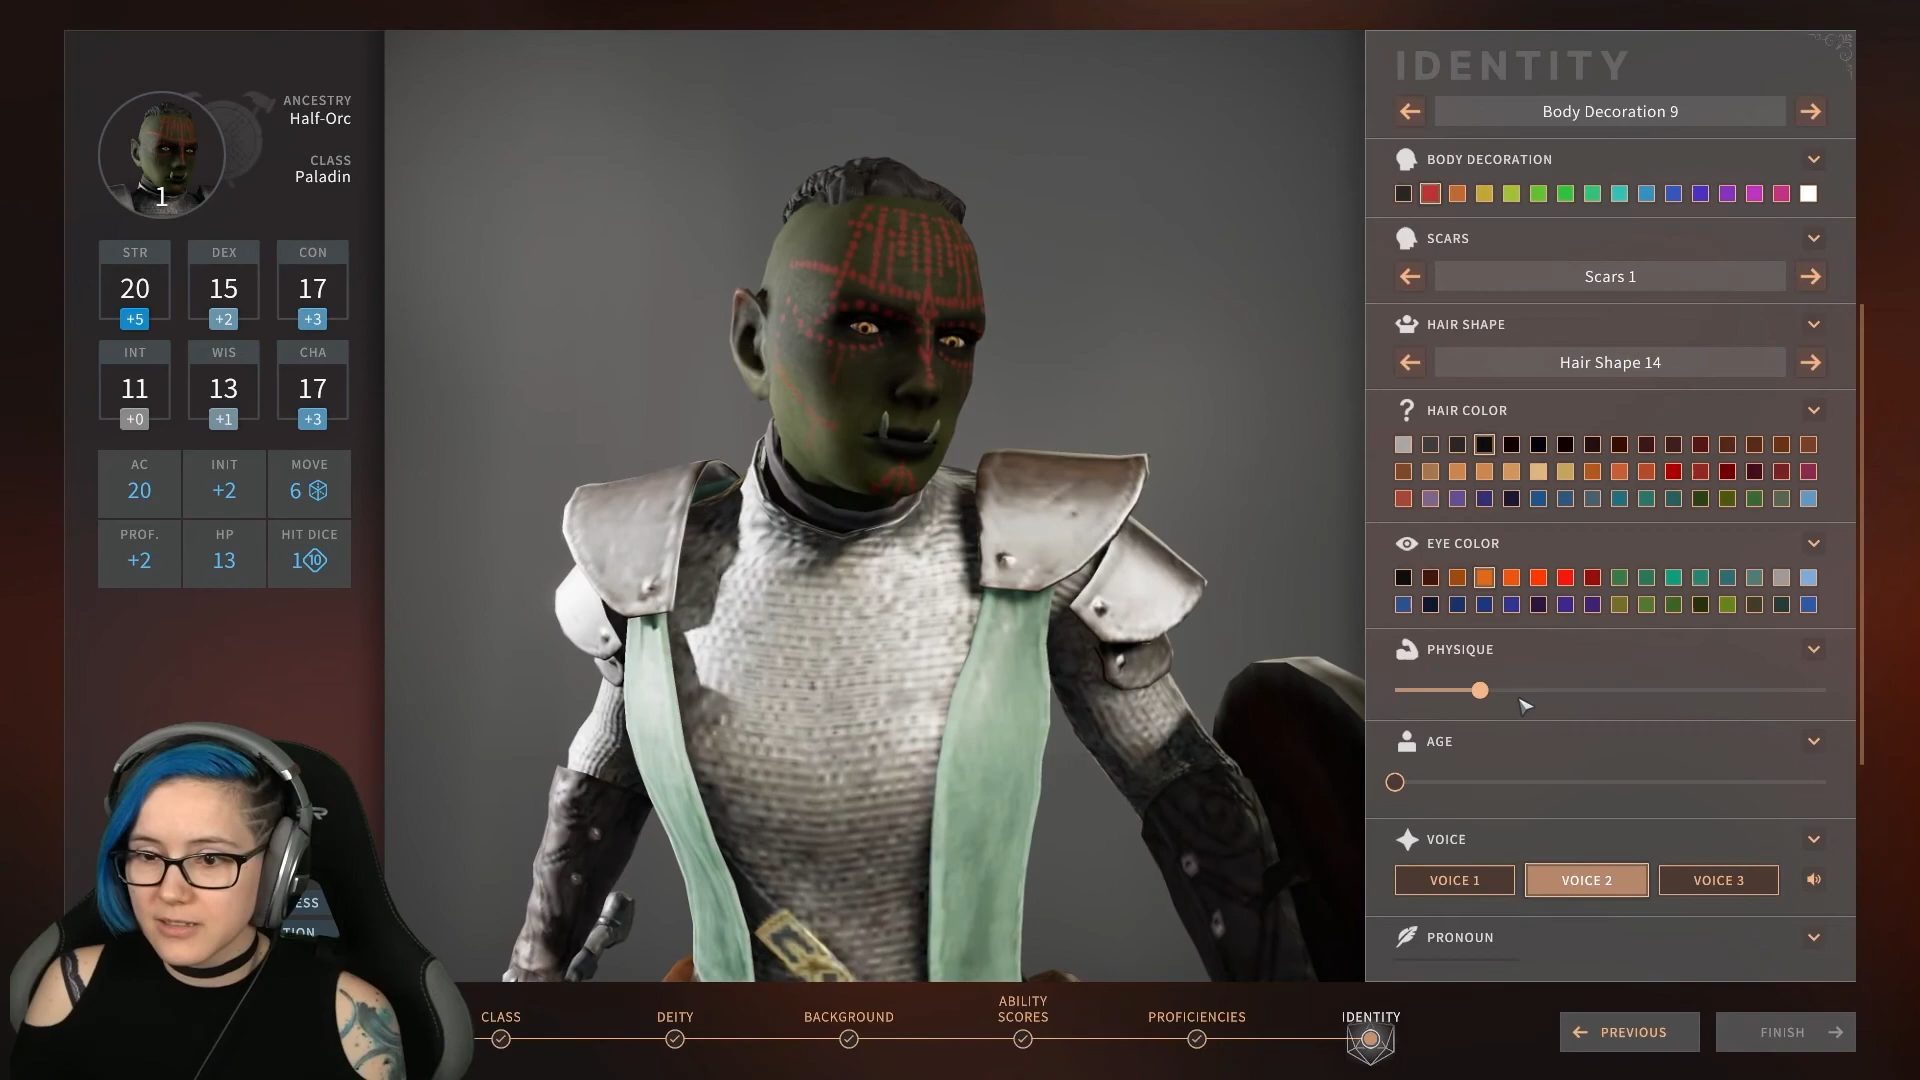 ANCESTRY
Half-Orc
CLASS
Paladin
1
STR
DEX
CON
20
15
17
+5
+2
+3
INT
WIS
CHA
11
13
17
+0
+1
+3
AC
INIT
MOVE
20
+2
6
PROF.
HP
HIT DICE
+2
13
1
10
ESS
TION
IDENTITY
Body Decoration 9
BODY DECORATION
SCARS
Scars 1
HAIR SHAPE
Hair Shape 14
HAIR COLOR
EYE COLOR
PHYSIQUE
AGE
VOICE
VOICE 1
VOICE 2
VOICE 3
PRONOUN
CLASS
DEITY
BACKGROUND
ABILITY
SCORES
PROFICIENCIES
IDENTITY
PREVIOUS
FINISH